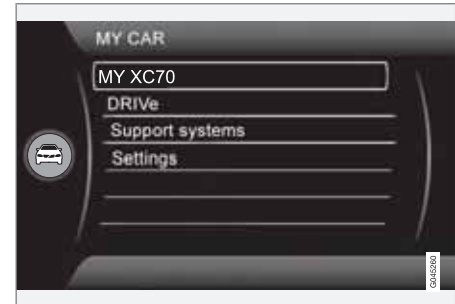 MY CAR
MY XC70
DRIVe
Support systems
Settings
G045260